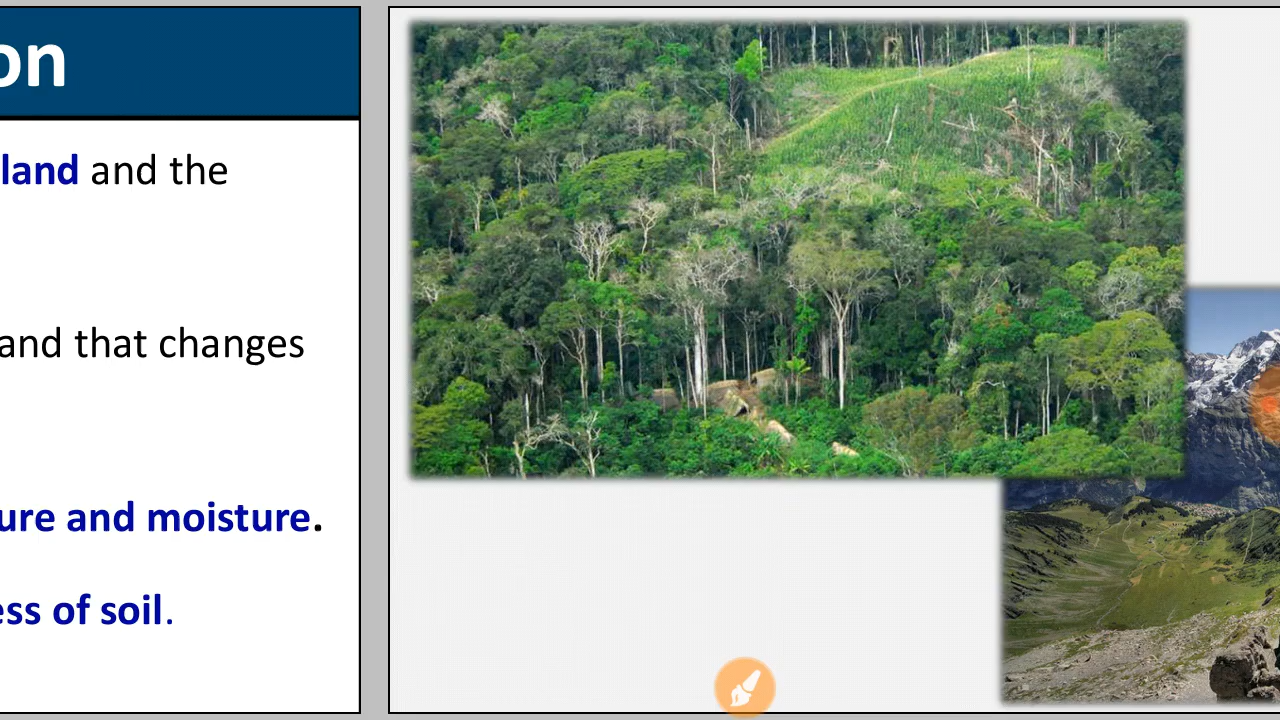 on
land and the
and that changes
ure and moisture.
ess of soil.